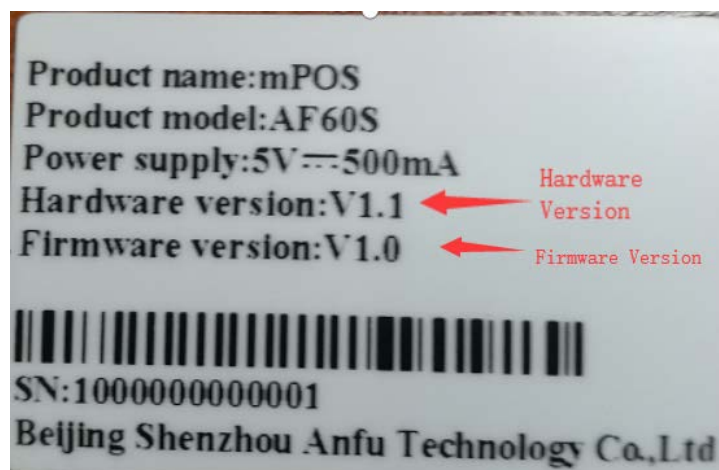 Product name:mPOS
Product model:AF60S
Power supply:5V⎓500mA
Hardware version:V1.1
Hardware
Version
Firmware version:V1.0
Firmware Version
SN:1000000000001
Beijing Shenzhou Anfu Technology Co.,Ltd